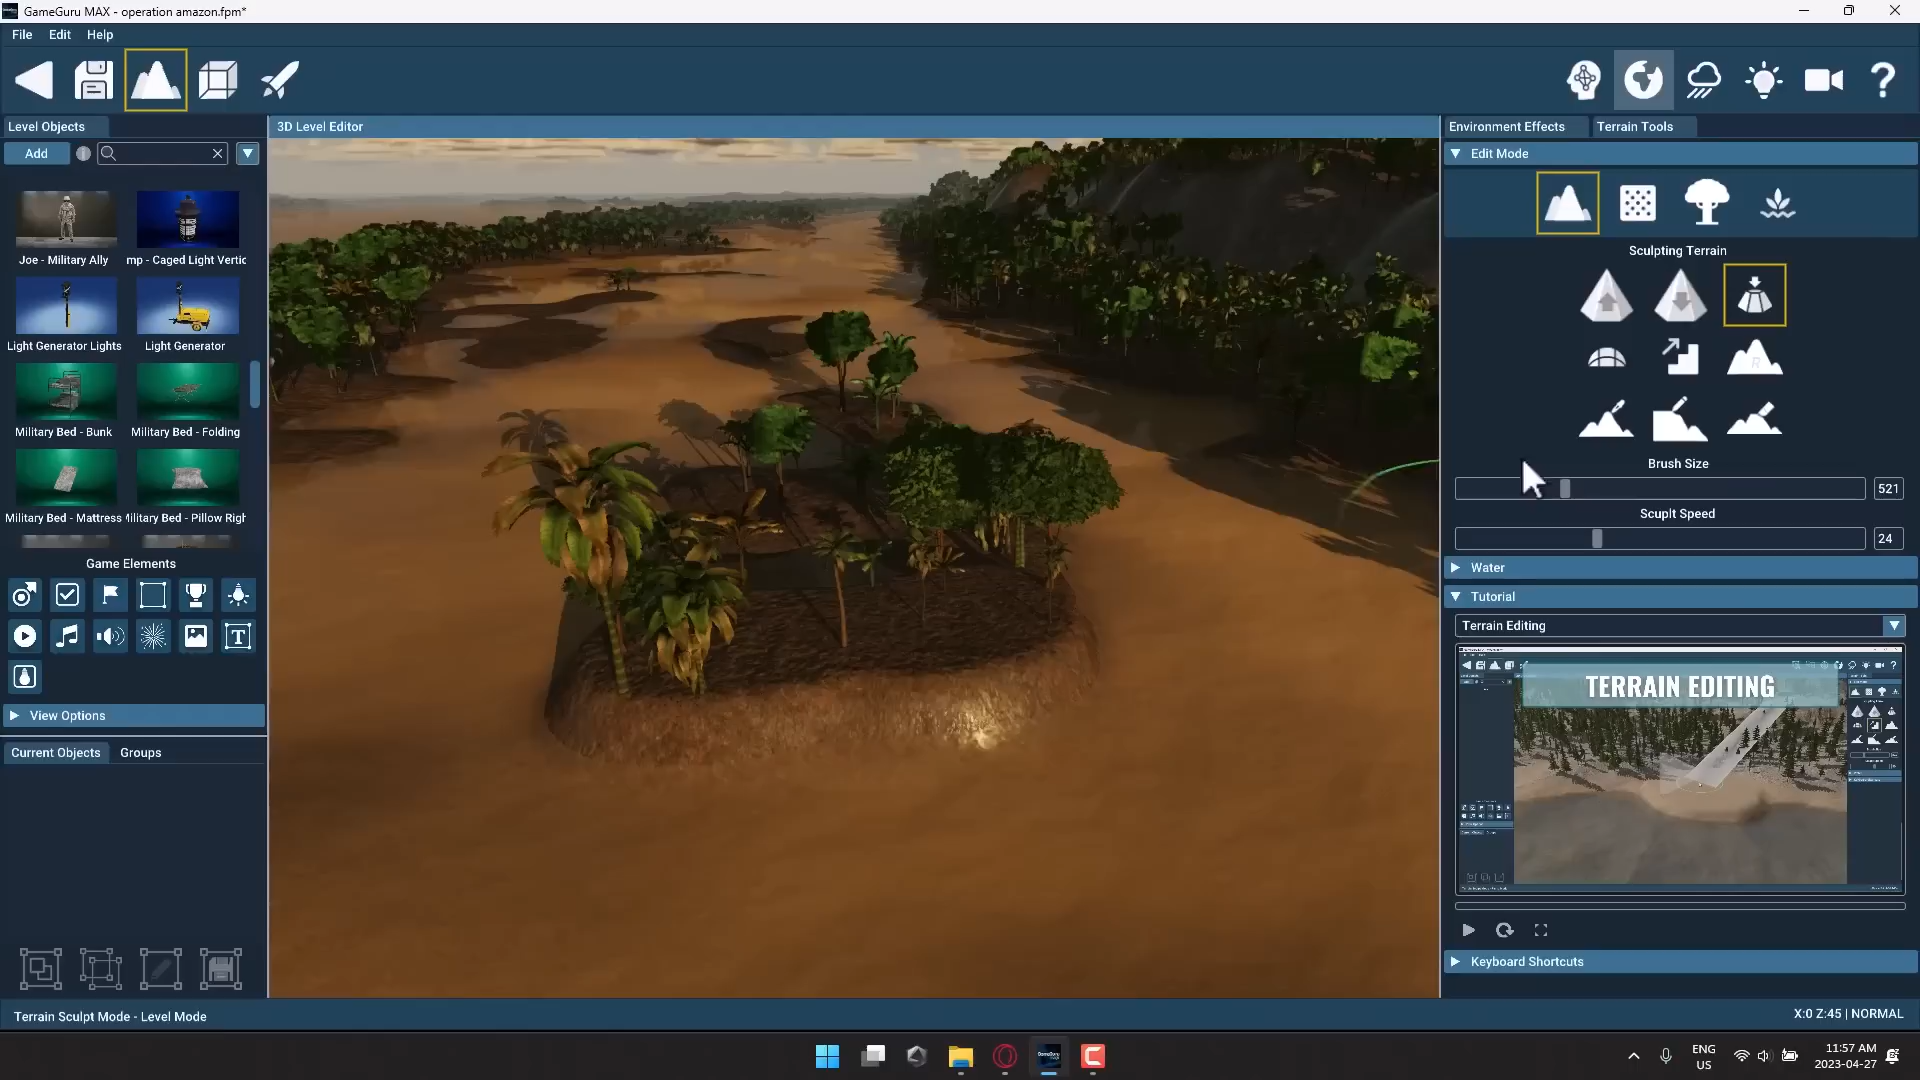 GameGuru MAX - operation amazon.fpm*
File Edit Help
Level Objects
Add
3D Level Editor
Joe - Military Ally
mp - Caged Light Vertic
Light Generator Lights
Light Generator
Military Bed - Bunk
Military Bed - Folding
Military Bed - Mattress
Military Bed - Pillow Righ
Game Elements
T
View Options
Current Objects
Groups
Environment Effects
Terrain Tools
Edit Mode
Sculpting Terrain
R
Brush Size
521
Scuplt Speed
24
Water
Tutorial
Terrain Editing
TERRAIN EDITING
Keyboard Shortcuts
Terrain Sculpt Mode - Level Mode
X:0 Z:45 | NORMAL
ENG
US
11:57 AM
2023-04-27